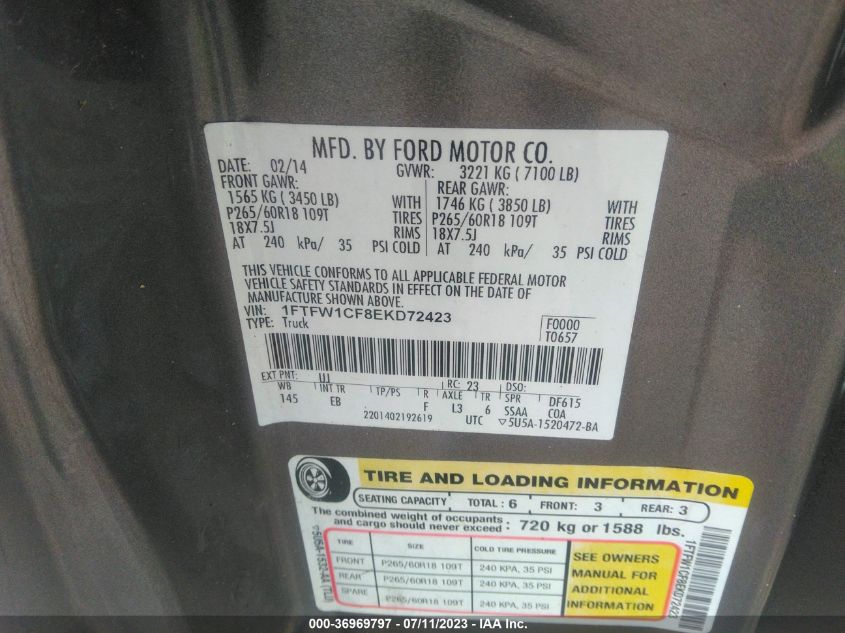 MFD. BY FORD MOTOR CO.
DATE: 02/14 GVWR: 3221 KG ( 7100 LB)
FRONT GAWR: REAR GAWR:
1565 KG ( 3450 LB) WITH 1746 KG ( 3850 LB) WITH
P265/60R18 109T TIRES P265/60R18 109T TIRES
18X7.5J RIMS 18X7.5J RIMS
AT 240 kPa/ 35 PSI COLD AT 240 kPa/ 35 PSI COLD
THIS VEHICLE CONFORMS TO ALL APPLICABLE FEDERAL MOTOR
VEHICLE SAFETY STANDARDS IN EFFECT ON THE DATE OF
MANUFACTURE SHOWN ABOVE.
VIN: 1FTFW1CF8EKD72423
TYPE: Truck
F0000
T0657
EXT PNT: UJ RC: 23 DSO:
WB INT TR TP/PS R AXLE TR SPR DF615
145 EB F L3 6 SSAA COA
2201402192619 UTC ▽5U5A-1520472-BA
TIRE AND LOADING INFORMATION
SEATING CAPACITY TOTAL : 6 FRONT: 3 REAR: 3
The combined weight of occupants
and cargo should never exceed : 720 kg or 1588 lbs.
TIRE SIZE COLD TIRE PRESSURE
FRONT P265/60R18 109T 240 KPA, 35 PSI
REAR P265/60R18 109T 240 KPA, 35 PSI
SPARE P265/60R18 109T 240 KPA, 35 PSI
SEE OWNERS
MANUAL FOR
ADDITIONAL
INFORMATION
1FTFW1CF8EKD72423
000-36969797 - 07/11/2023 - IAA Inc.